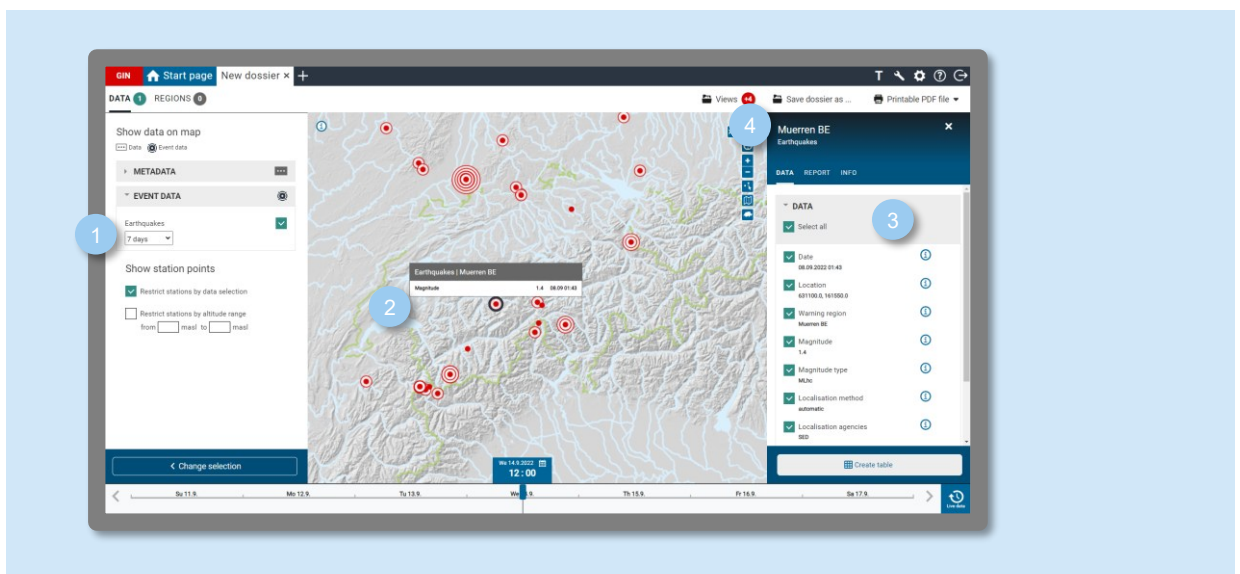 GIN Start page New dossier × + T
DATA 1 REGIONS 0 Views +4 Save dossier as ... Printable PDF file
Show data on map
Data Event data
METADATA
EVENT DATA
Earthquakes
7 days
1
Show station points
Restrict stations by data selection
Restrict stations by altitude range
from masl to masl
Change selection
Earthquakes | Muerren BE
Magnitude 1.4 08.09 01:43
2
4
Muerren BE
Earthquakes
DATA REPORT INFO
DATA
3
Select all
Date
08.09.2022 01:43
Location
631100.0, 161550.0
Warning region
Muerren BE
Magnitude
1.4
Magnitude type
MLhc
Localisation method
automatic
Localisation agencies
SED
Create table
We 14.9.2022
12:00
Su 11.9. Mo 12.9. Tu 13.9. We 9. Th 15.9. Fr 16.9. Sa 17.9.
Live data